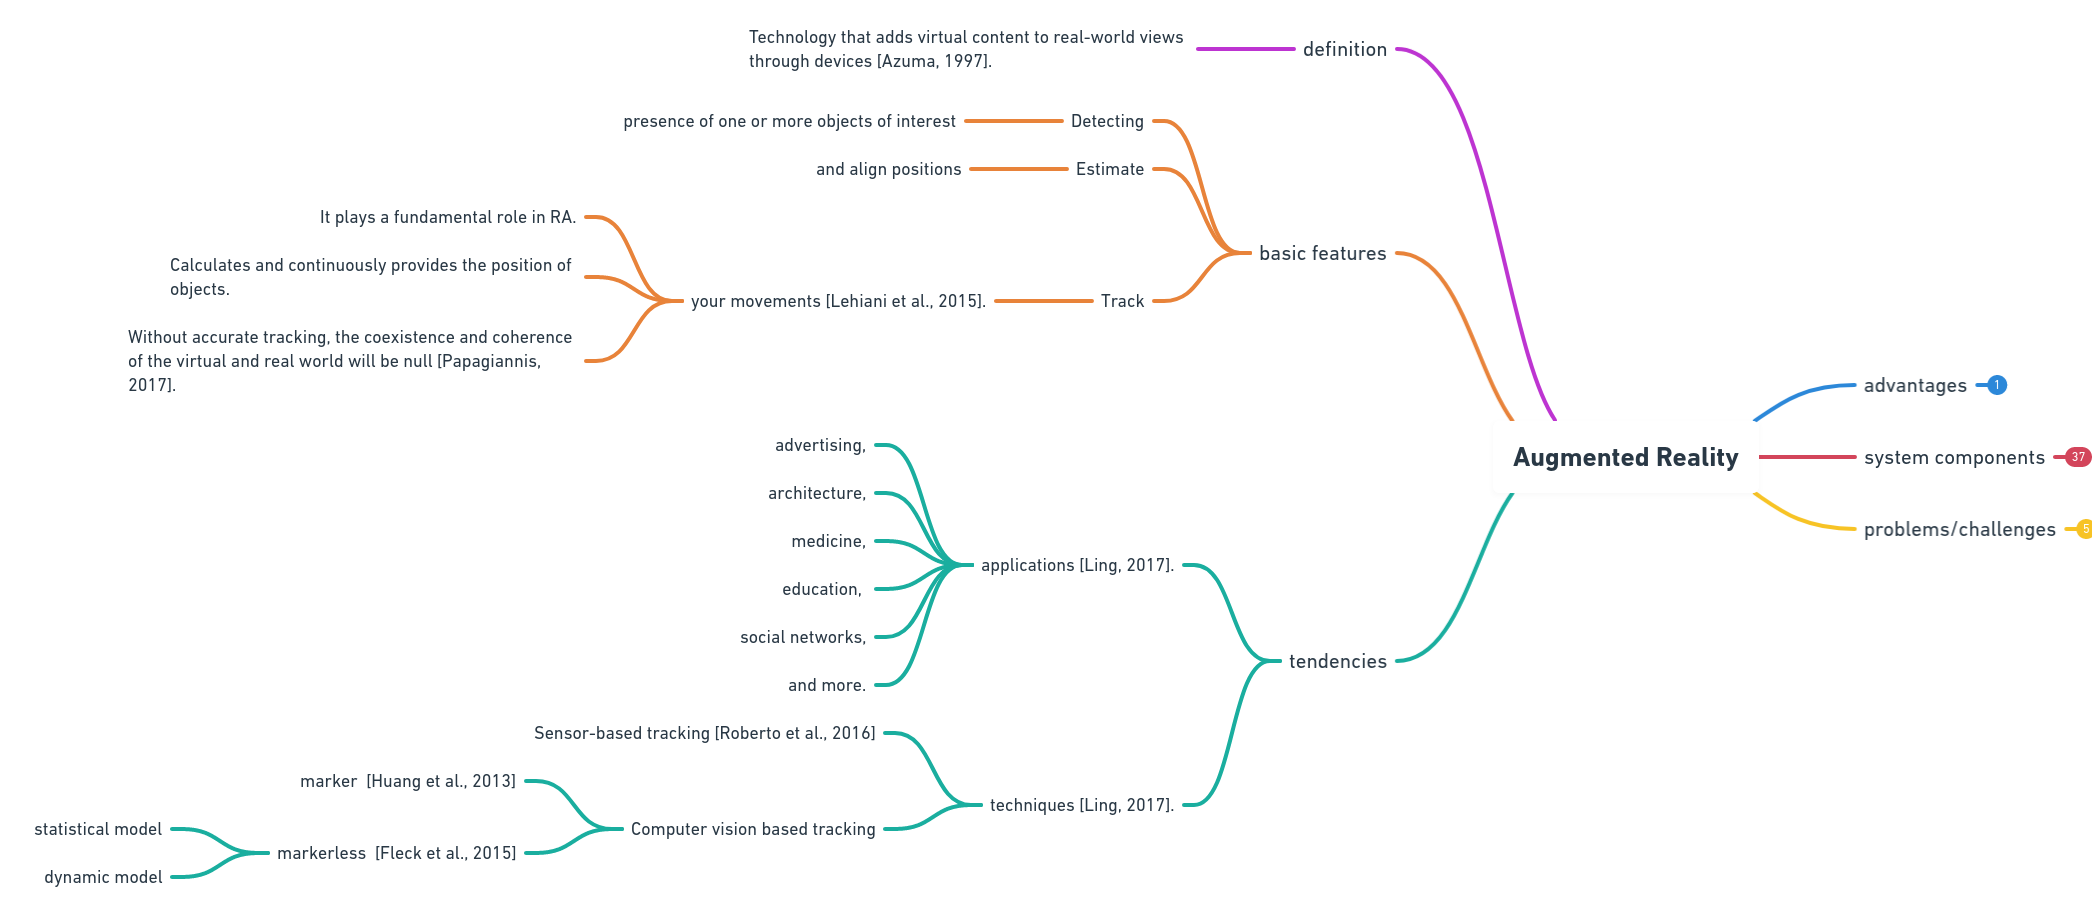 Technology that adds virtual content to real-world views
through devices [Azuma, 1997].
definition
presence of one or more objects of interest
Detecting
and align positions
Estimate
It plays a fundamental role in RA.
Calculates and continuously provides the position of
objects.
Without accurate tracking, the coexistence and coherence
of the virtual and real world will be null [Papagiannis,
2017].
your movements [Lehiani et al., 2015].
Track
basic features
advertising,
architecture,
medicine,
education,
social networks,
and more.
applications [Ling, 2017].
Sensor-based tracking [Roberto et al., 2016]
marker [Huang et al., 2013]
statistical model
dynamic model
markerless [Fleck et al., 2015]
Computer vision based tracking
techniques [Ling, 2017].
tendencies
Augmented Reality
advantages
1
system components
37
problems/challenges
5